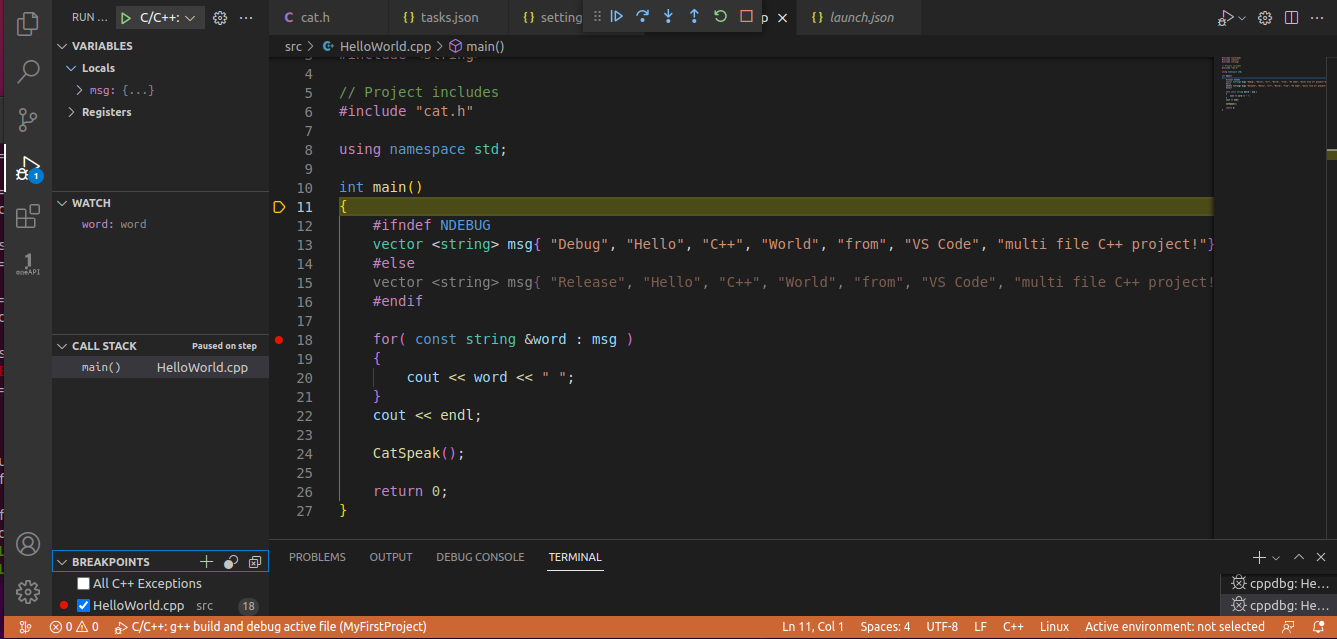 RUN ... C/C++: ...
cat.h
tasks.json
setting
p
launch.json
src > HelloWorld.cpp > main()
VARIABLES
Locals
msg: {...}
Registers
WATCH
word: word
CALL STACK Paused on step
main() HelloWorld.cpp
BREAKPOINTS
All C++ Exceptions
HelloWorld.cpp src 18
1
1
moeAPI
3 #include <string>
4
5 // Project includes
6 #include "cat.h"
7
8 using namespace std;
9
10 int main()
11 {
12 #ifndef NDEBUG
13 vector <string> msg{ "Debug", "Hello", "C++", "World", "from", "VS Code", "multi file C++ project!"}
14 #else
15 vector <string> msg{ "Release", "Hello", "C++", "World", "from", "VS Code", "multi file C++ project!
16 #endif
17
18 for( const string &word : msg )
19 {
20 cout << word << " ";
21 }
22 cout << endl;
23
24 CatSpeak();
25
26 return 0;
27 }
PROBLEMS OUTPUT DEBUG CONSOLE TERMINAL
cppdbg: He...
cppdbg: He...
0 0 C/C++: g++ build and debug active file (MyFirstProject) Ln 11, Col 1 Spaces: 4 UTF-8 LF C++ Linux Active environment: not selected